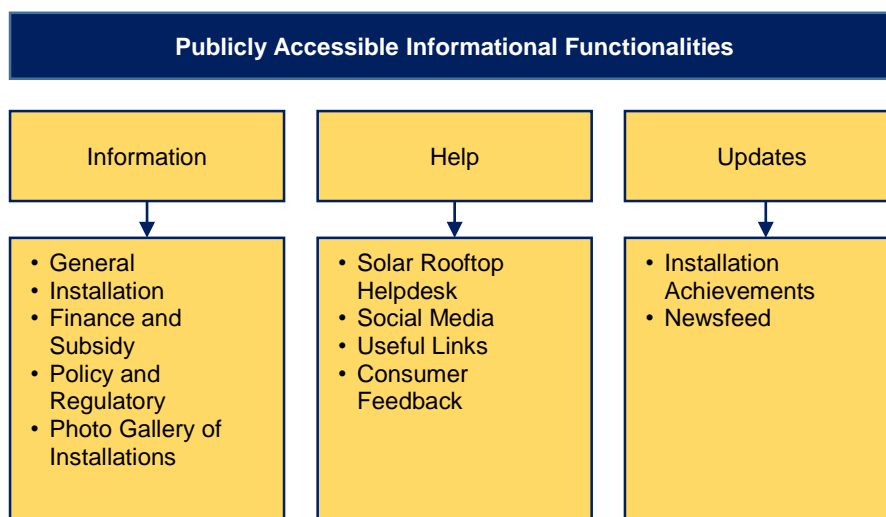 Publicly Accessible Informational Functionalities
Information
• General
• Installation
• Finance and
Subsidy
• Policy and
Regulatory
• Photo Gallery of
Installations
Help
• Solar Rooftop
Helpdesk
• Social Media
• Useful Links
• Consumer
Feedback
Updates
• Installation
Achievements
• Newsfeed